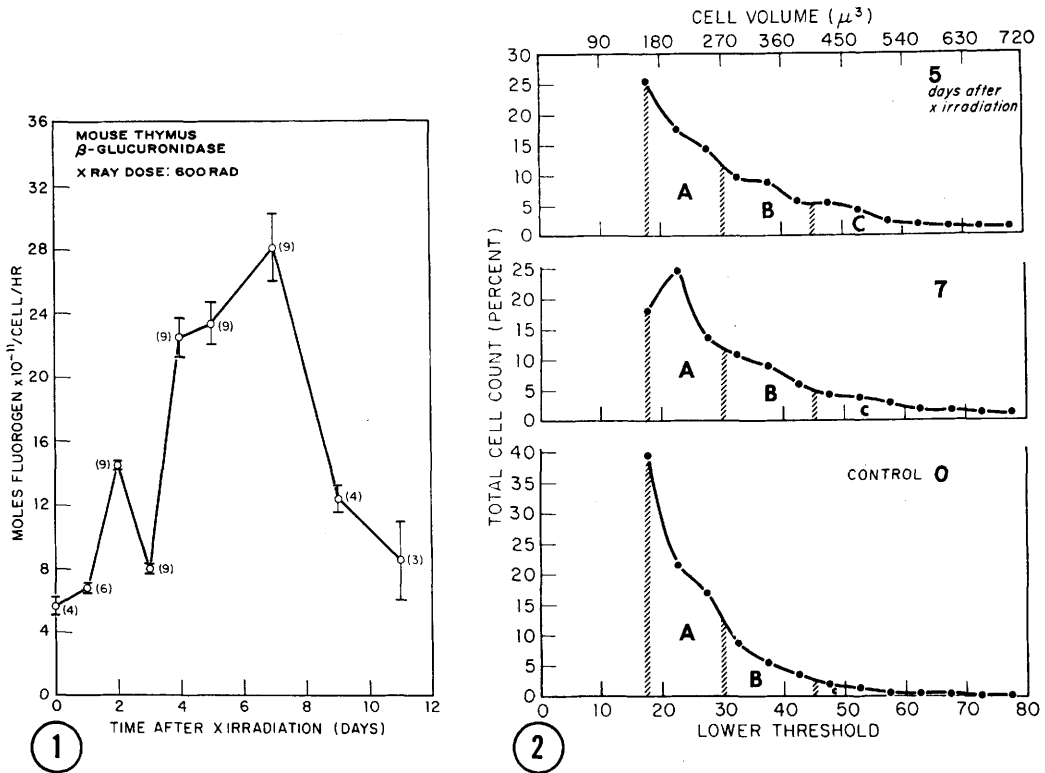 36
32
28
24
20
16
12
8
4
0
MOLES FLUOROGEN x10⁻¹¹/CELL/HR
MOUSE THYMUS
β-GLUCURONIDASE
X RAY DOSE: 600 RAD
(4)
(6)
(9)
(9)
(9)
(9)
(9)
(4)
(3)
0 2 4 6 8 10 12
TIME AFTER X IRRADIATION (DAYS)
1
CELL VOLUME (μ³)
90 180 270 360 450 540 630 720
30
25
20
15
10
5
0
5
days after
x irradiation
A B C
TOTAL CELL COUNT (PERCENT)
25
20
15
10
5
0
7
A B C
40
35
30
25
20
15
10
5
0
CONTROL 0
A B C
0 10 20 30 40 50 60 70 80
LOWER THRESHOLD
2